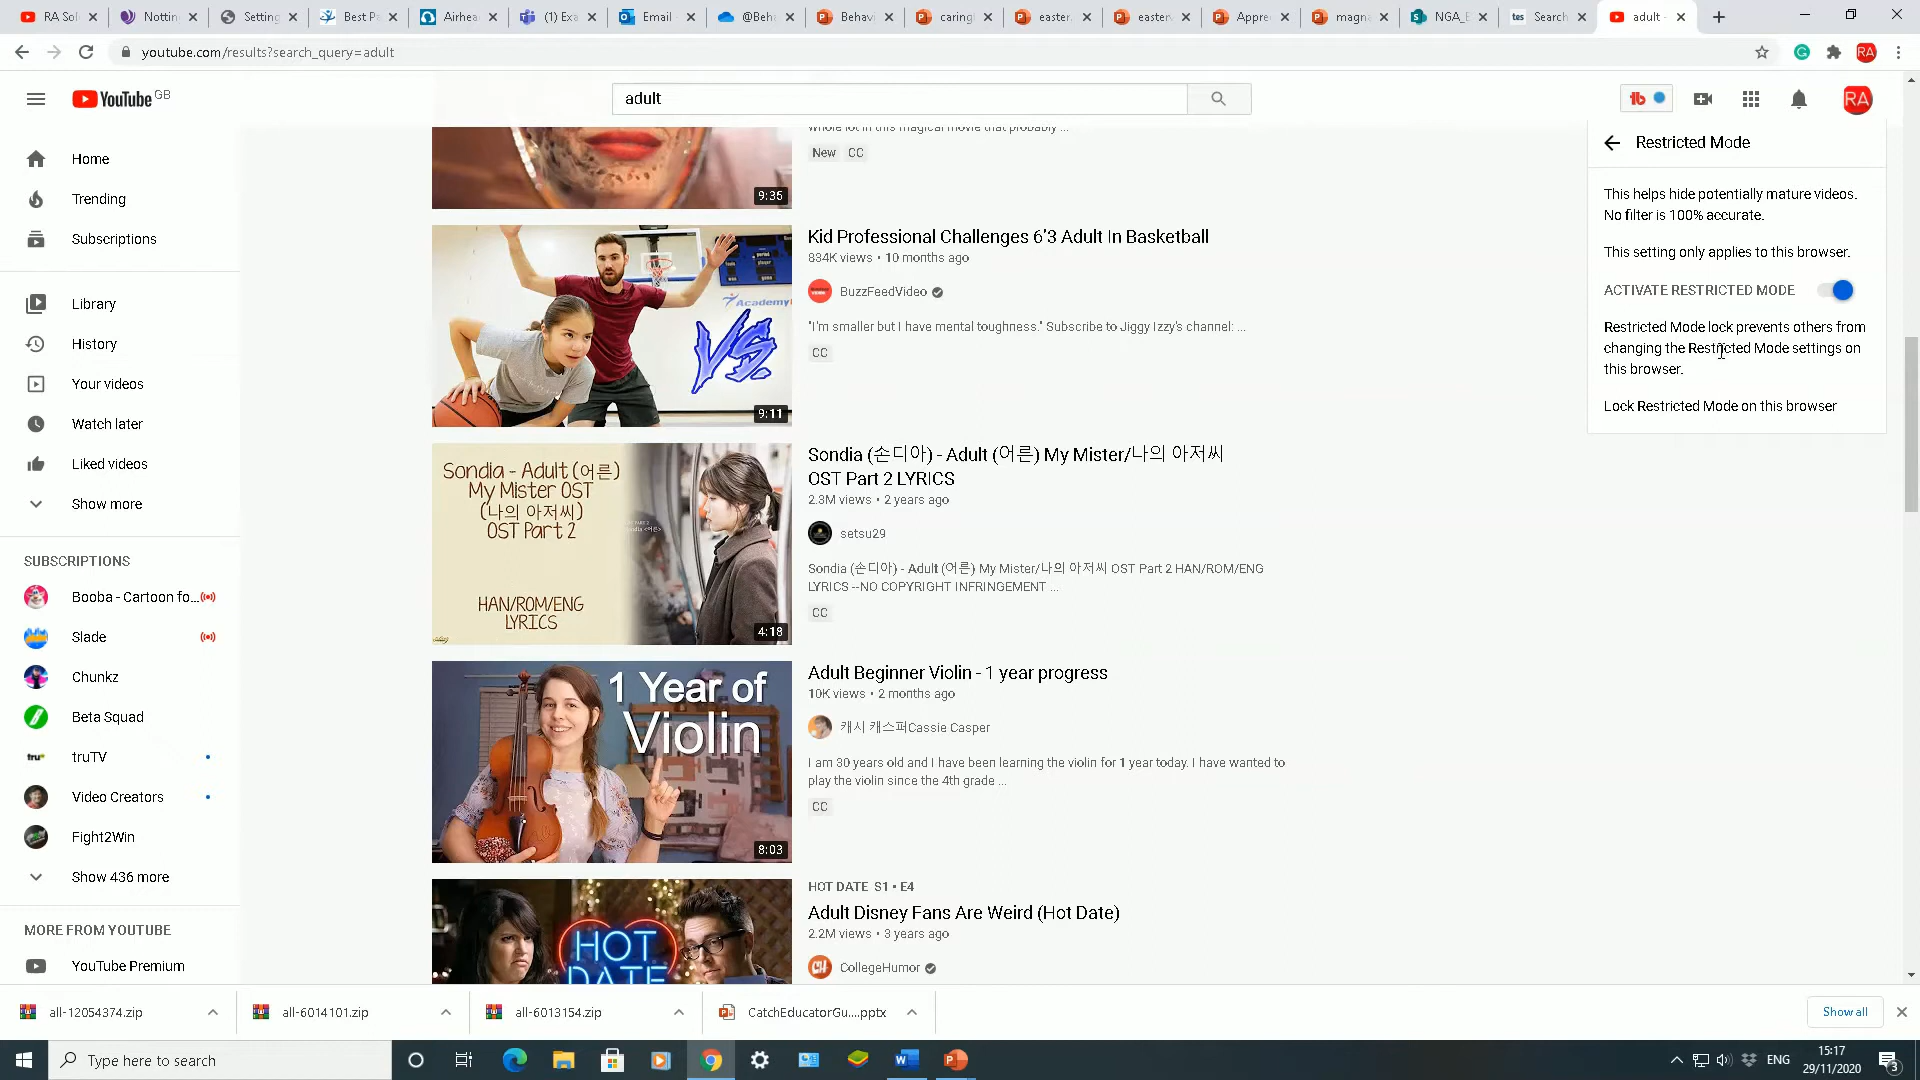 RA Sol
Nottin
Setting
Best P
Airhea
(1) Exa
Email -
@Beha
Behavi
caring
easter.
easter
Appre
magna
NGA_E
Search
adult -
youtube.com/results?search_query=adult
RA
YouTube GB
adult
RA
Home
Trending
Subscriptions
Library
History
Your videos
Watch later
Liked videos
Show more
SUBSCRIPTIONS
Booba - Cartoon fo...
Slade
Chunkz
Beta Squad
truTV
Video Creators
Fight2Win
Show 436 more
MORE FROM YOUTUBE
YouTube Premium
9:35
whole lot in this magical movie that probably ...
New CC
Academy
VS.
9:11
Kid Professional Challenges 6'3 Adult In Basketball
834K views • 10 months ago
BuzzFeedVideo
"I'm smaller but I have mental toughness." Subscribe to Jiggy Izzy's channel: ...
CC
Sondia - Adult (어른)
My Mister OST
(나의 아저씨)
OST Part 2
HAN/ROM/ENG
LYRICS
4:18
Sondia (손디아) - Adult (어른) My Mister/나의 아저씨
OST Part 2 LYRICS
2.3M views • 2 years ago
setsu29
Sondia (손디아) - Adult (어른) My Mister/나의 아저씨 OST Part 2 HAN/ROM/ENG
LYRICS --NO COPYRIGHT INFRINGEMENT ...
CC
1 Year of
Violin
8:03
Adult Beginner Violin - 1 year progress
10K views • 2 months ago
캐시 캐스퍼Cassie Casper
I am 30 years old and I have been learning the violin for 1 year today. I have wanted to
play the violin since the 4th grade ...
CC
HOT
DATE
HOT DATE S1 • E4
Adult Disney Fans Are Weird (Hot Date)
2.2M views • 3 years ago
CollegeHumor
Restricted Mode
This helps hide potentially mature videos.
No filter is 100% accurate.
This setting only applies to this browser.
ACTIVATE RESTRICTED MODE
Restricted Mode lock prevents others from
changing the Restricted Mode settings on
this browser.
Lock Restricted Mode on this browser
all-12054374.zip
all-6014101.zip
all-6013154.zip
CatchEducatorGu....pptx
Show all
Type here to search
ENG
15:17
29/11/2020
3